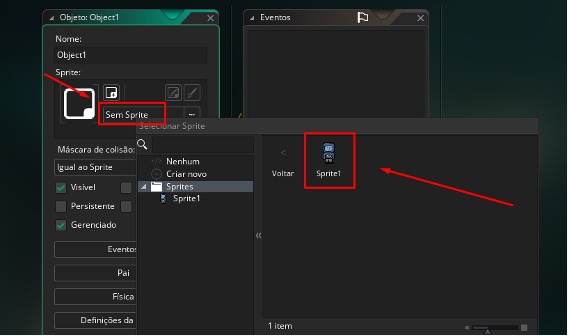 Objeto: Object1
Nome:
Object1
Sprite:
Sem Sprite
Máscara de colisão:
Igual ao Sprite
Visível
Persistente
Gerenciado
Eventos
Pai
Física
Definições da
Eventos
Selecionar Sprite
Nenhum
Criar novo
Sprites
Sprite1
Voltar
Sprite1
1 item